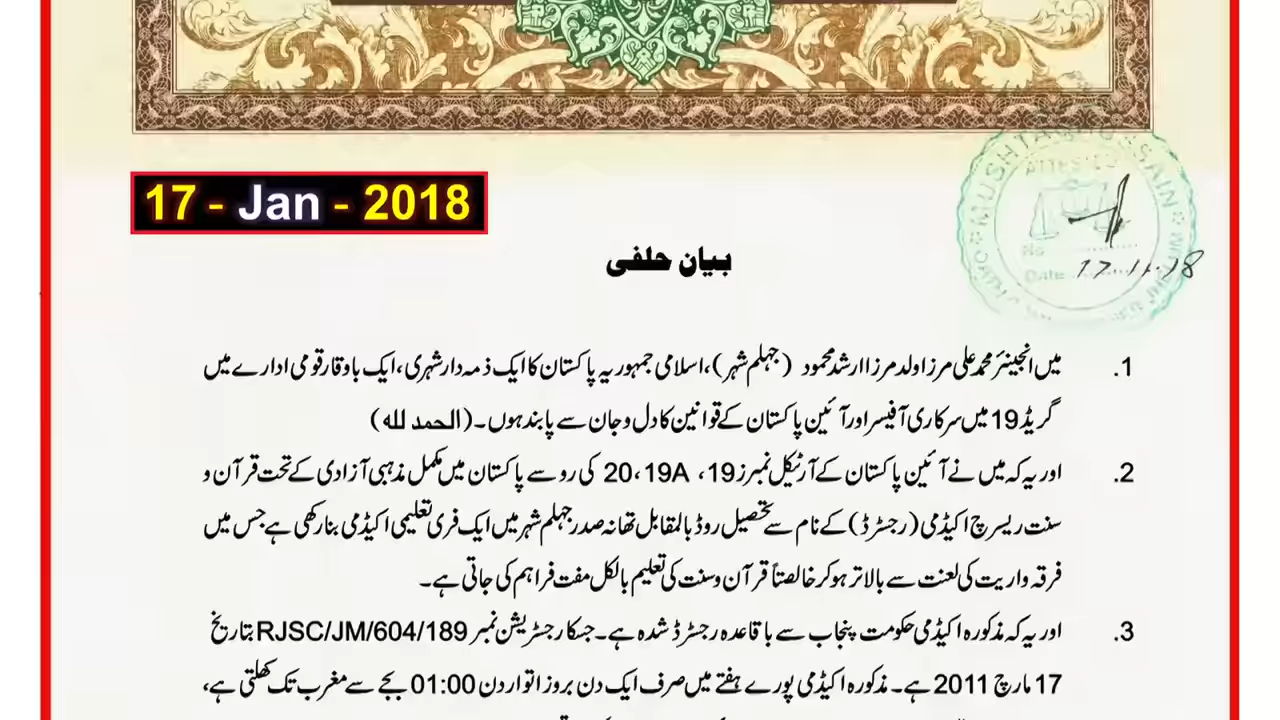 17 - Jan - 2018
MUSHTAQ HUSSAIN
ATTESTED
No
Date 17.1.18
بیان حلفی
1. میں انجینئر محمد علی مرزا ولد مرزا ارشد محمود (جہلم شہر)، اسلامی جمہوریہ پاکستان کا ایک ذمہ دار شہری، ایک باوقار قومی ادارے میں
گریڈ 19 میں سرکاری آفیسر اور آئین پاکستان کے قوانین کا دل و جان سے پابند ہوں۔ (الحمد لله)
2. اور یہ کہ میں نے آئین پاکستان کے آرٹیکل نمبرز 19، 19A،20 کی رو سے پاکستان میں مکمل مذہبی آزادی کے تحت قرآن و
سنت ریسرچ اکیڈمی (رجسٹرڈ) کے نام سے تحصیل روڈ بالمقابل تھانہ صدر جہلم شہر میں ایک فری تعلیمی اکیڈمی بنا رکھی ہے جس میں
فرقہ واریت کی لعنت سے بالاتر ہو کر خالصتاً قرآن و سنت کی تعلیم بالکل مفت فراہم کی جاتی ہے۔
3. اور یہ کہ مذکورہ اکیڈمی حکومت پنجاب سے باقاعدہ رجسٹرڈ شدہ ہے۔ جسکا رجسٹریشن نمبر RJSC/JM/604/189 بتاریخ
17 مارچ 2011 ہے۔ مذکورہ اکیڈمی پورے ہفتے میں صرف ایک دن بروز اتوار دن 01:00 بجے سے مغرب تک کھلتی ہے،